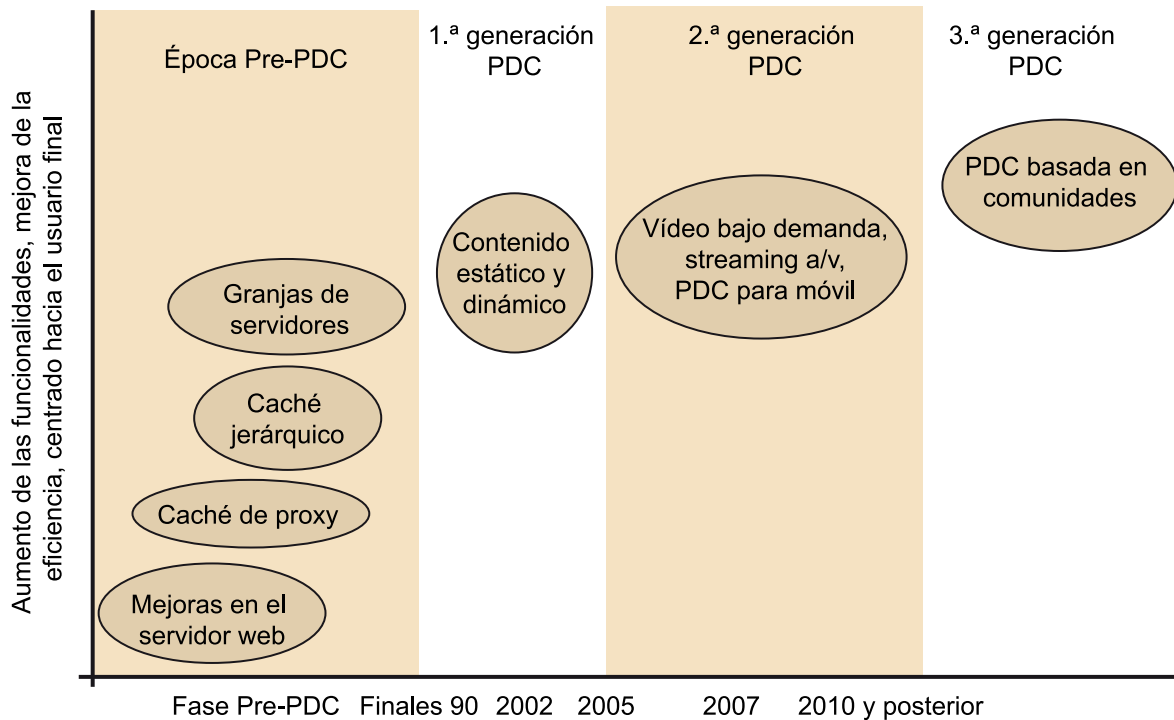 Aumento de las funcionalidades, mejora de la
eficiencia, centrado hacia el usuario final
Época Pre-PDC
1.ª generación
PDC
2.ª generación
PDC
3.ª generación
PDC
PDC basada en
comunidades
Contenido
estático y
dinámico
Vídeo bajo demanda,
streaming a/v,
PDC para móvil
Granjas de
servidores
Caché
jerárquico
Caché de proxy
Mejoras en el
servidor web
Fase Pre-PDC Finales 90 2002 2005 2007 2010 y posterior